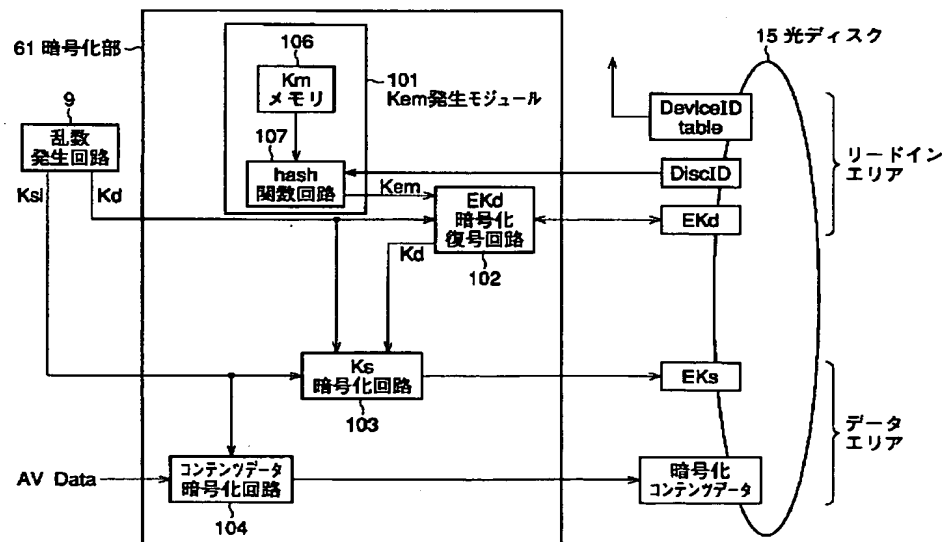 61 暗号化部
106
Km
メモリ
101
Kem発生モジュール
15 光ディスク
9
乱数
発生回路
107
hash
関数回路
DeviceID
table
DiscID
リードイン
エリア
Ksi
Kd
Kem
EKd
暗号化
復号回路
EKd
Kd
102
Ks
暗号化回路
103
EKs
データ
エリア
AV Data
コンテンツデータ
暗号化回路
104
暗号化
コンテンツデータ